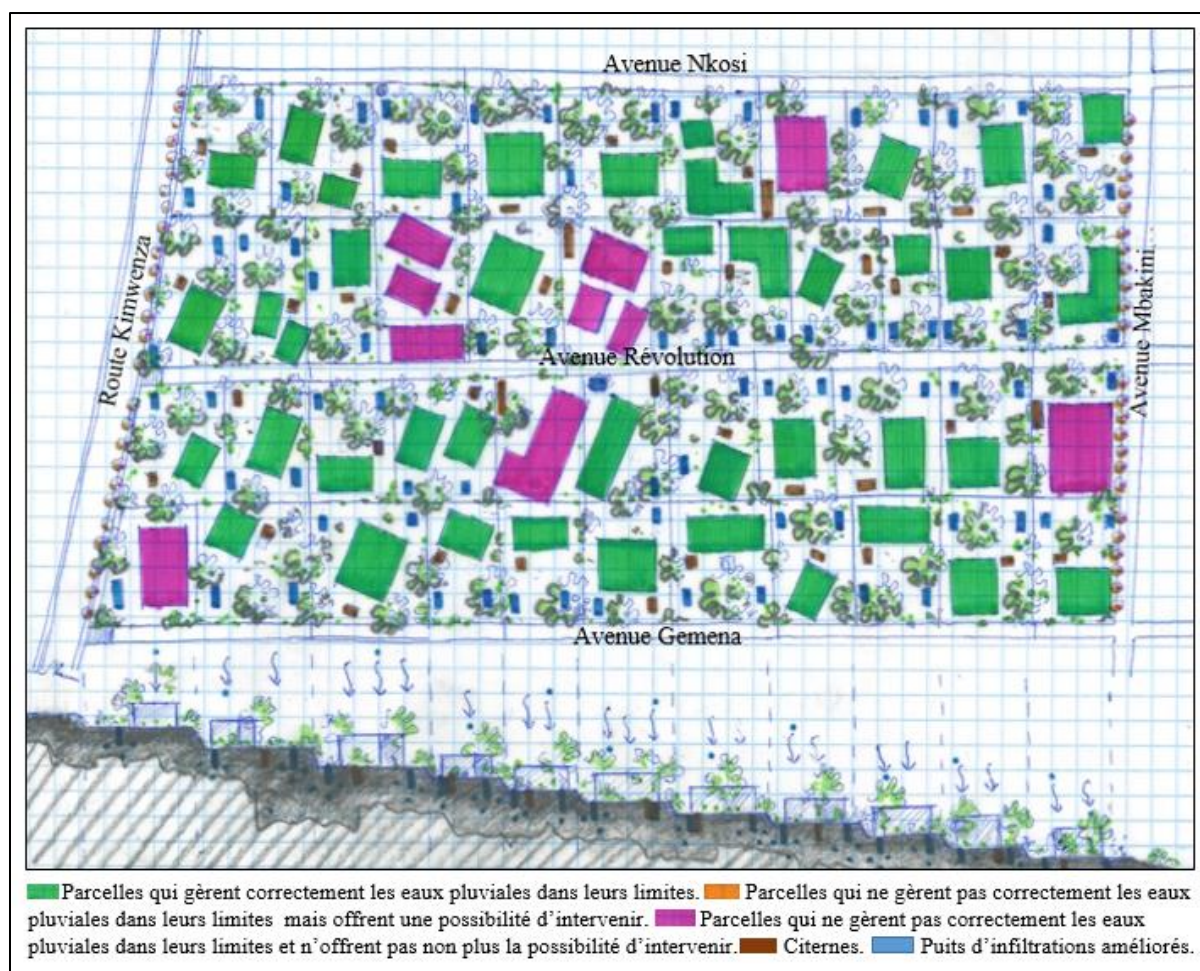 Avenue Nkosi
Route Kimwenza
Avenue Mbakini
Avenue Révolution
Avenue Gemena
Parcelles qui gèrent correctement les eaux pluviales dans leurs limites. Parcelles qui ne gèrent pas correctement les eaux
pluviales dans leurs limites mais offrent une possibilité d'intervenir. Parcelles qui ne gèrent pas correctement les eaux
pluviales dans leurs limites et n'offrent pas non plus la possibilité d'intervenir. Citernes. Puits d'infiltrations améliorés.